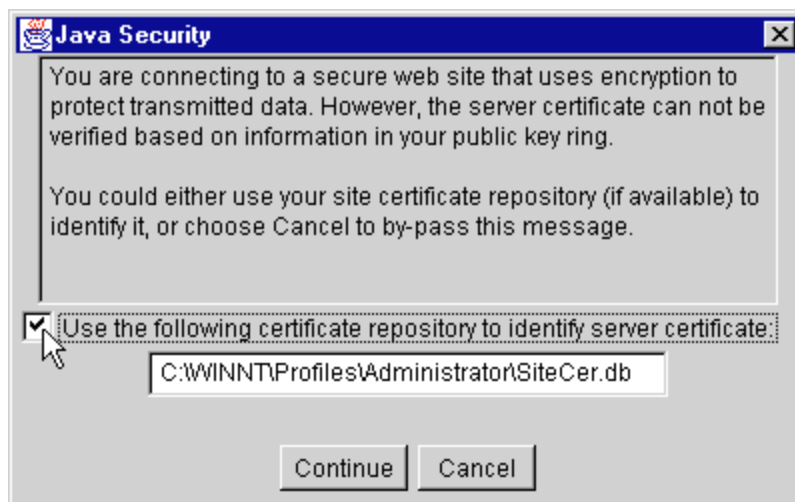 Java Security
You are connecting to a secure web site that uses encryption to
protect transmitted data. However, the server certificate can not be
verified based on information in your public key ring.
You could either use your site certificate repository (if available) to
identify it, or choose Cancel to by-pass this message.
Use the following certificate repository to identify server certificate:
C:\WINNT\Profiles\Administrator\SiteCer.db
Continue Cancel